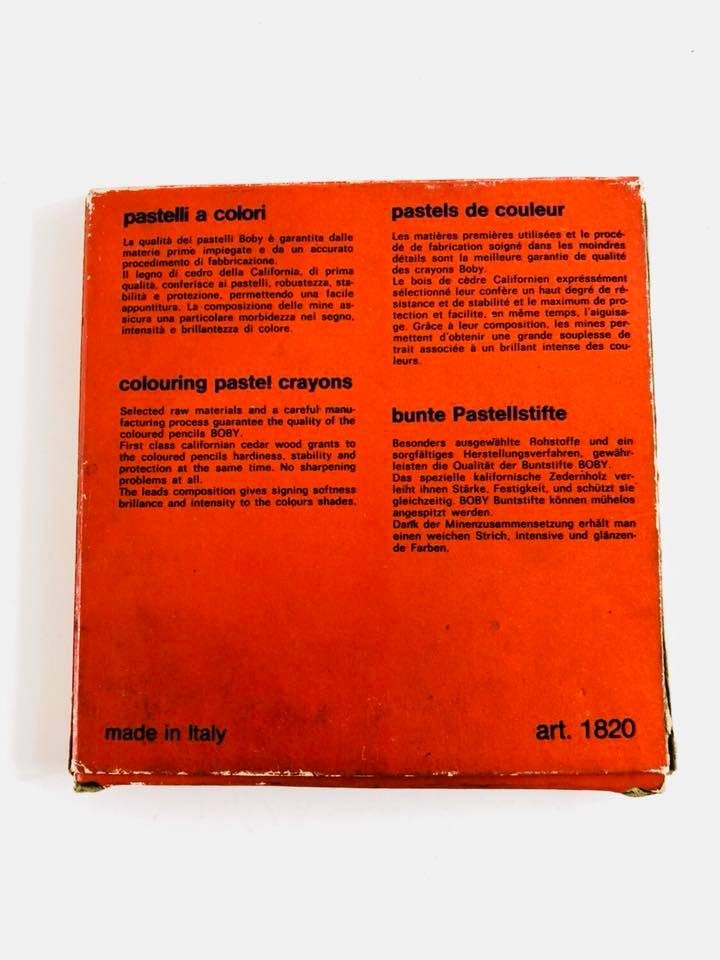 pastelli a colori
La qualità dei pastelli Boby è garantita dalle
materie prime impiegate e da un accurato
procedimento di fabbricazione.
Il legno di cedro della California, di prima
qualità, conferisce ai pastelli, robustezza, sta-
bilità e protezione, permettendo una facile
appuntitura. La composizione delle mine as-
sicura una particolare morbidezza nel segno,
intensità e brillantezza di colore.
colouring pastel crayons
Selected raw materials and a careful manu-
facturing process guarantee the quality of the
coloured pencils BOBY.
First class californian cedar wood grants to
the coloured pencils hardiness, stability and
protection at the same time. No sharpening
problems at all.
The leads composition gives signing softness
brillance and intensity to the colours shades.
pastels de couleur
Les matières premières utilisées et le procé-
dé de fabrication soigné dans les moindres
détails sont la meilleure garantie de qualité
des crayons Boby.
Le bois de cèdre Californien expréssément
sélectionné leur confère un haut degré de ré-
sistance et de stabilité et le maximum de pro-
tection et facilite, en même temps, l'aiguisa-
ge. Grâce à leur composition, les mines per-
mettent d'obtenir une grande souplesse de
trait associée à un brillant intense des cou-
leurs.
bunte Pastellstifte
Besonders ausgewählte Rohstoffe und ein
sorgfältiges Herstellungsverfahren, gewähr-
leisten die Qualität der Buntstifte BOBY.
Das spezielle kalifornische Zedernholz ver-
leiht ihnen Stärke, Festigkeit, und schützt sie
gleichzeitig. BOBY Buntstifte können mühelos
angespitzt werden.
Dank der Minenzusammensetzung erhält man
einen weichen Strich, intensive und glänzen-
de Farben.
made in Italy
art. 1820